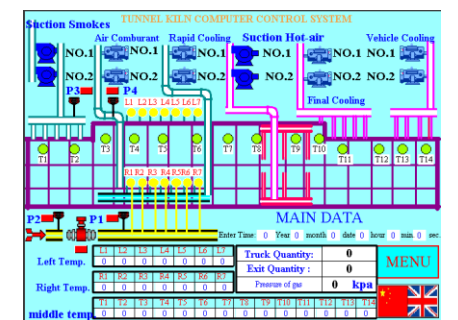 TUNNEL KILN COMPUTER CONTROL SYSTEM
Suction Smokes
Air Comburant Rapid Cooling Suction Hot-air Vehicle Cooling
NO.1 NO.1 NO.1 NO.1 NO.1 NO.1
NO.2 NO.2 NO.2 NO.2 NO.2 NO.2
P3 P4
Final Cooling
L1 L2 L3 L4 L5 L6 L7
T1 T2 T3 T4 T5 T6 T7 T8 T9 T10 T11 T12 T13 T14
R1 R2 R3 R4 R5 R6 R7
P2 P1
MAIN DATA
Enter Time: 0 Year 0 month 0 date 0 hour 0 min. 0 sec.
L1 L2 L3 L4 L5 L6 L7
Left Temp. 0 0 0 0 0 0 0
Truck Quantity: 0
Exit Quantity : 0
Pressure of gas 0 kpa
MENU
R1 R2 R3 R4 R5 R6 R7
Right Temp. 0 0 0 0 0 0 0
T1 T2 T3 T4 T5 T6 T7 T8 T9 T10 T11 T12 T13 T14
middle temp 0 0 0 0 0 0 0 0 0 0 0 0 0 0